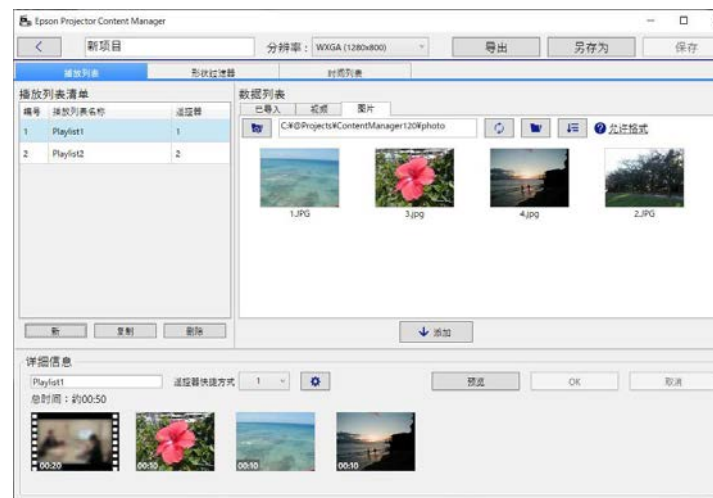 Epson Projector Content Manager
新项目 分辨率： WXGA (1280x800) 导出 另存为 保存
播放列表 形状过滤器 时间列表
播放列表清单
编号 播放列表名称 遥控器
1 Playlist1 1
2 Playlist2 2
新 复制 删除
数据列表
已导入 视频 图片
C:¥@Projects¥ContentManager120¥photo 允许格式
1.JPG 3.jpg 4.jpg 2.JPG
添加
详细信息
Playlist1 遥控器快捷方式 1 预览 OK 取消
总时间：約00:50
00:20 00:10 00:10 00:10